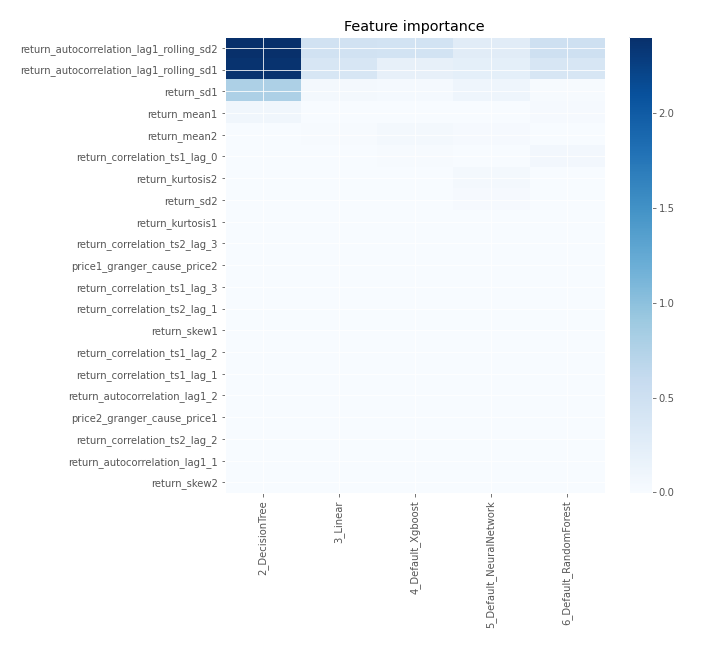 Feature importance
return_autocorrelation_lag1_rolling_sd2
return_autocorrelation_lag1_rolling_sd1
return_sd1
return_mean1
return_mean2
return_correlation_ts1_lag_0
return_kurtosis2
return_sd2
return_kurtosis1
return_correlation_ts2_lag_3
price1_granger_cause_price2
return_correlation_ts1_lag_3
return_correlation_ts2_lag_1
return_skew1
return_correlation_ts1_lag_2
return_correlation_ts1_lag_1
return_autocorrelation_lag1_2
price2_granger_cause_price1
return_correlation_ts2_lag_2
return_autocorrelation_lag1_1
return_skew2
2_DecisionTree
3_Linear
4_Default_Xgboost
5_Default_NeuralNetwork
6_Default_RandomForest
2.0
1.5
1.0
0.5
0.0